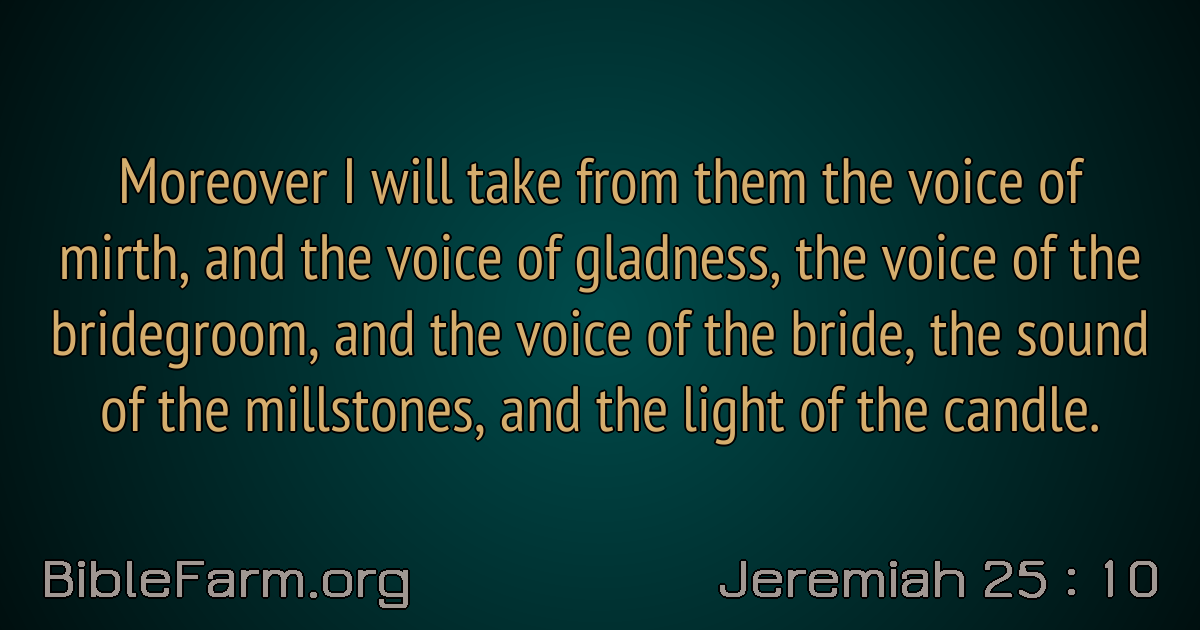 Moreover I will take from them the voice of
mirth, and the voice of gladness, the voice of the
bridegroom, and the voice of the bride, the sound
of the millstones, and the light of the candle.
BibleFarm.org
Jeremiah 25 : 10